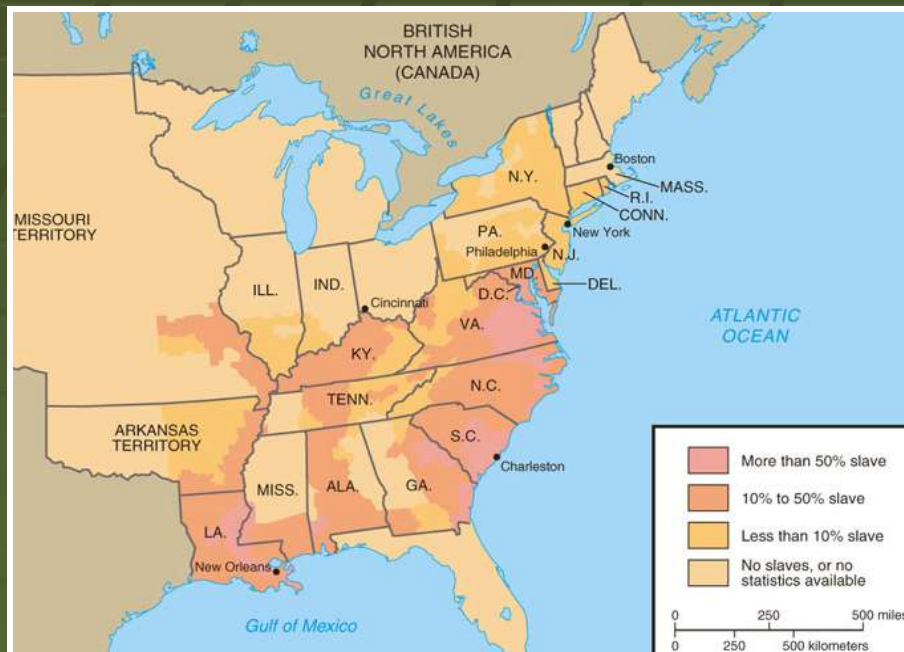 BRITISH
NORTH AMERICA
(CANADA)
Great Lakes
Boston
N.Y.
MASS.
R.I.
CONN.
MISSOURI
TERRITORY
PA.
New York
Philadelphia
N.J.
ILL.
IND.
MD.
DEL.
D.C.
Cincinnati
VA.
ATLANTIC
OCEAN
KY.
N.C.
TENN.
ARKANSAS
TERRITORY
S.C.
Charleston
MISS.
ALA.
GA.
LA.
New Orleans
Gulf of Mexico
More than 50% slave
10% to 50% slave
Less than 10% slave
No slaves, or no
statistics available
0 250 500 miles
0 250 500 kilometers